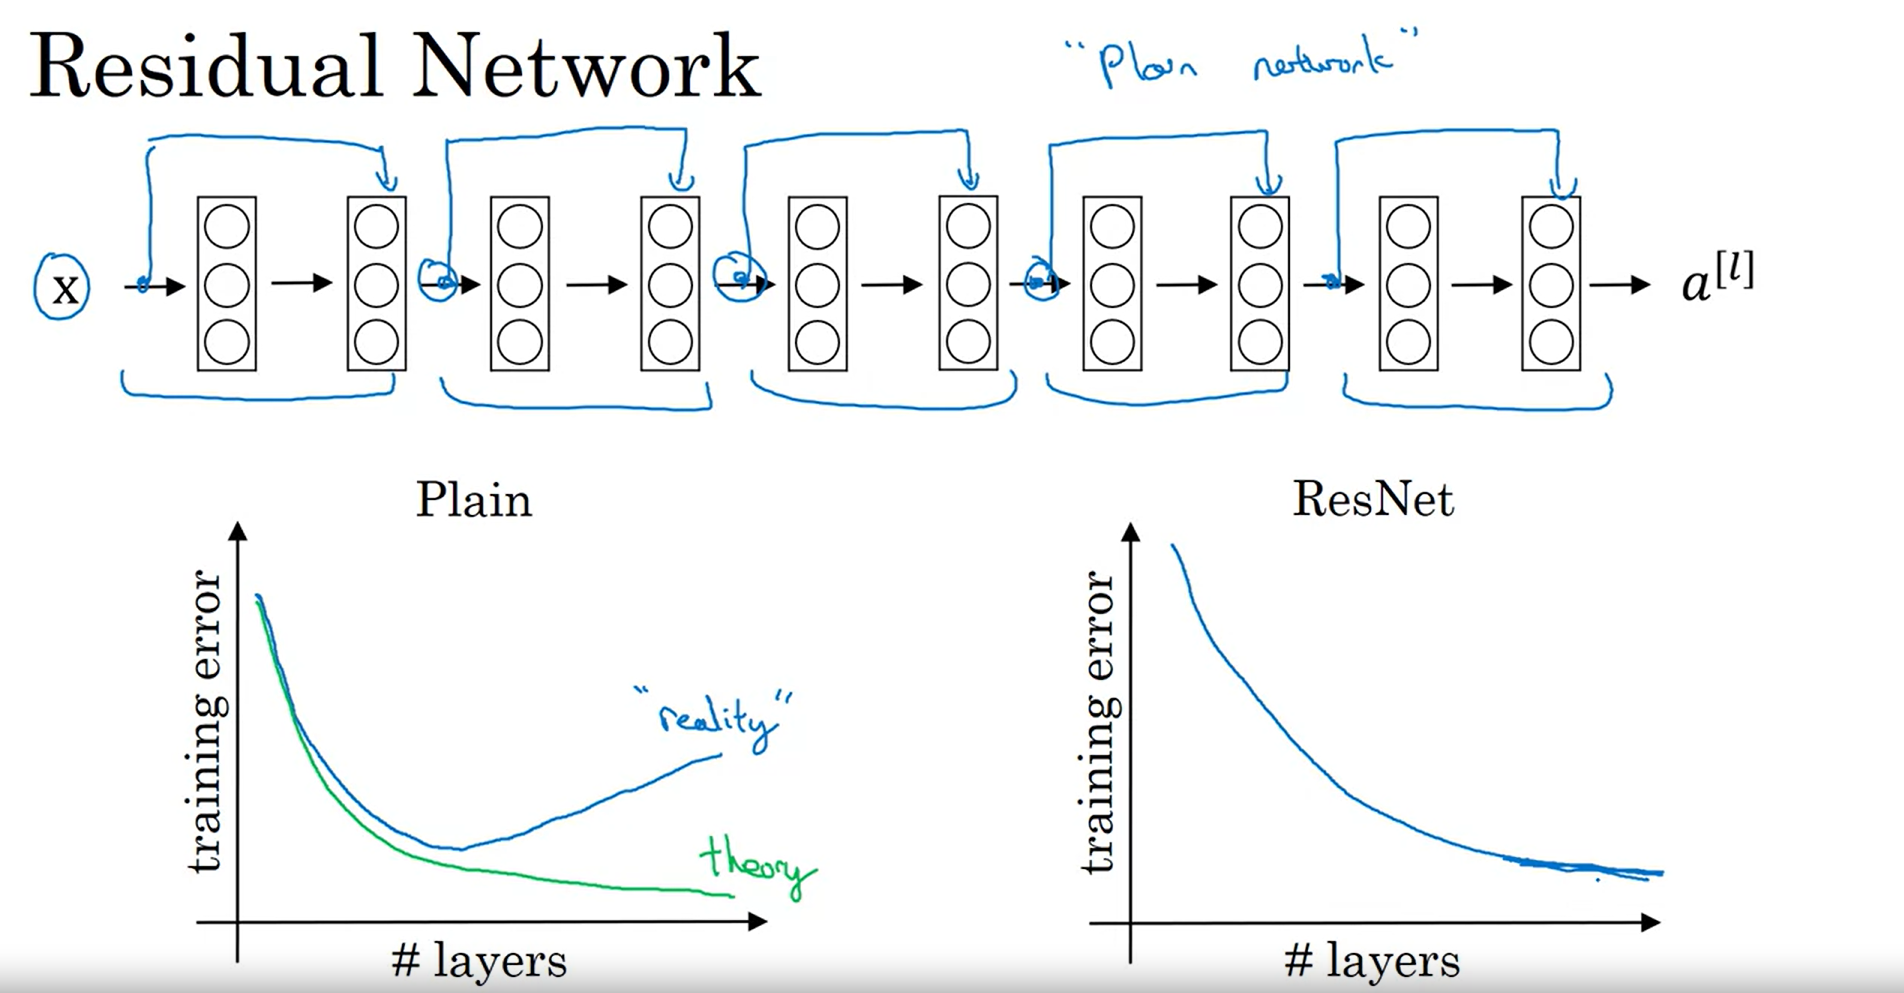 Residual Network
"Plain network"
x
a[l]
Plain
training error
"reality"
theory
# layers
ResNet
training error
# layers